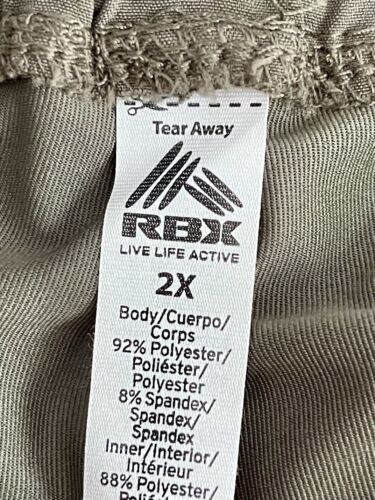 Tear Away
RBX
LIVE LIFE ACTIVE
2X
Body/Cuerpo/
Corps
92% Polyester/
Poliéster/
Polyester
8% Spandex/
Spandex/
Spandex
Inner/Interior/
Intérieur
88% Polyester/
Poliéster/